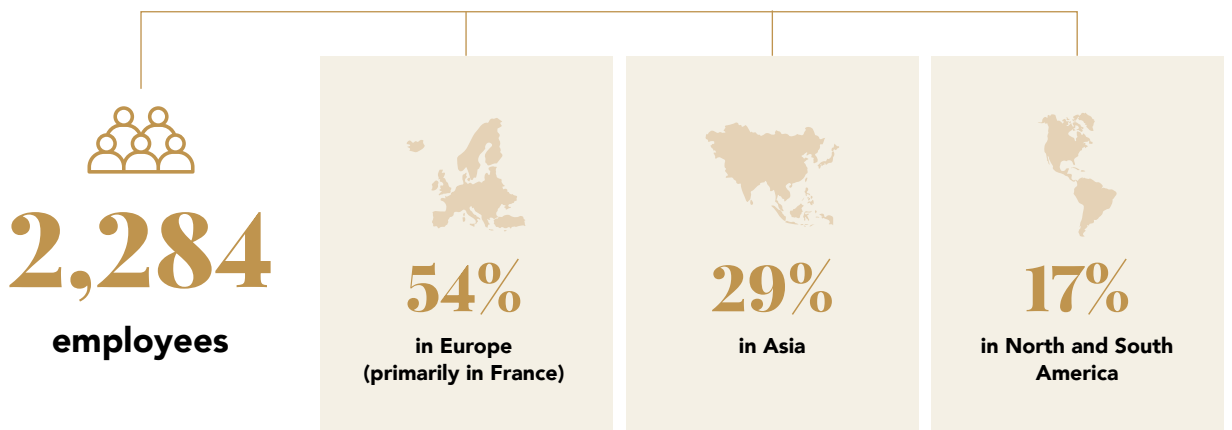 2,284
employees
54%
in Europe
(primarily in France)
29%
in Asia
17%
in North and South
America